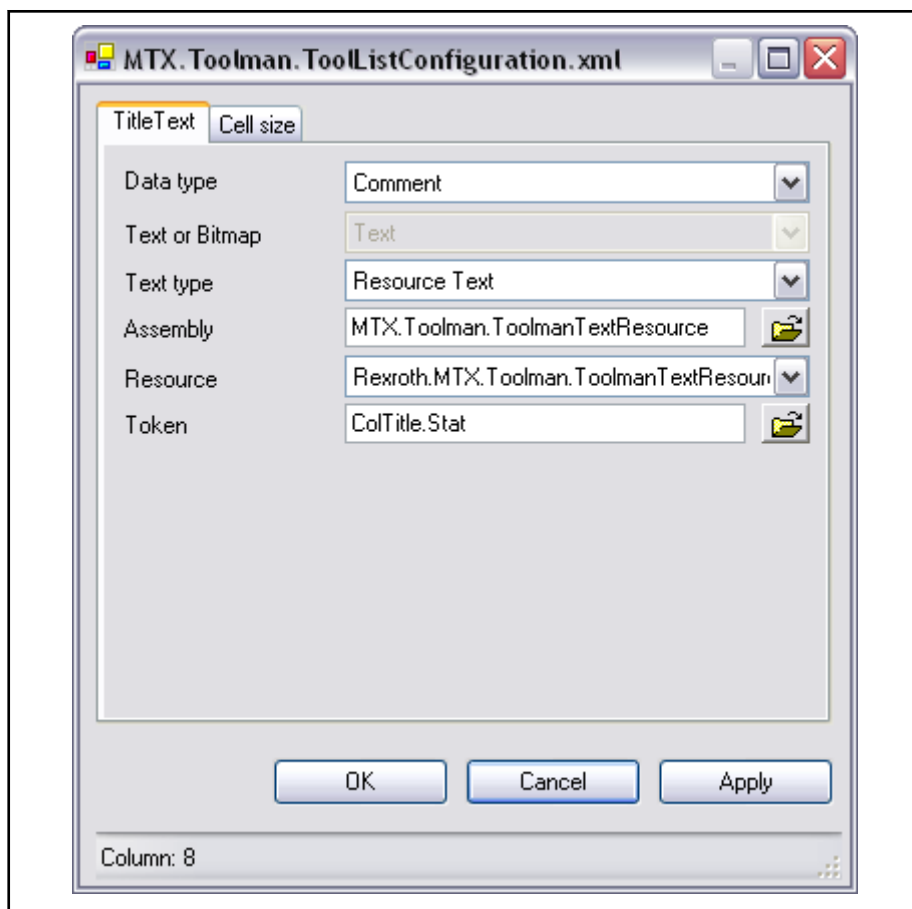 MTX.Toolman.ToolListConfiguration.xml
TitleText Cell size
Data type Comment
Text or Bitmap Text
Text type Resource Text
Assembly MTX.Toolman.ToolmanTextResource
Resource Rexroth.MTX.Toolman.ToolmanTextResour
Token ColTitle.Stat
OK Cancel Apply
Column: 8